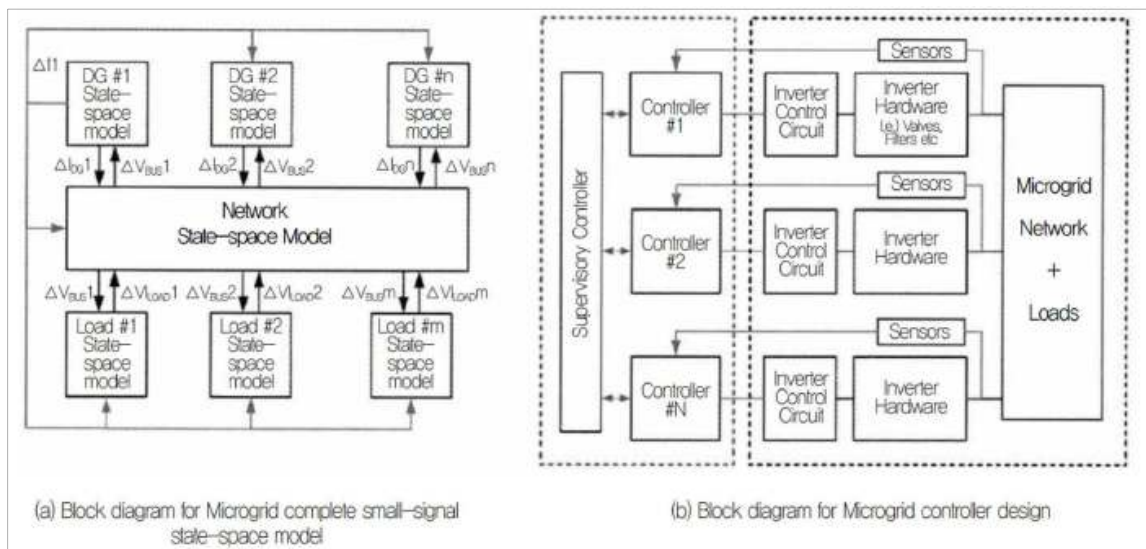 Δf1
DG #1
State-
space
model
DG #2
State-
space
model
DG #n
State-
space
model
ΔI_DG1
ΔV_BUS1
ΔI_DG2
ΔV_BUS2
ΔI_DGn
ΔV_BUSn
Network
State-space Model
ΔV_BUS1
ΔVI_LOAD1
ΔV_BUS2
ΔVI_LOAD2
ΔV_BUSm
ΔVI_LOADm
Load #1
State-
space
model
Load #2
State-
space
model
Load #m
State-
space
model
(a) Block diagram for Microgrid complete small-signal
state-space model
Supervisory Controller
Controller
#1
Sensors
Inverter
Control
Circuit
Inverter
Hardware
(i.e.) Valves,
Filters etc
Controller
#2
Sensors
Inverter
Control
Circuit
Inverter
Hardware
Controller
#N
Sensors
Inverter
Control
Circuit
Inverter
Hardware
Microgrid
Network
+
Loads
(b) Block diagram for Microgrid controller design